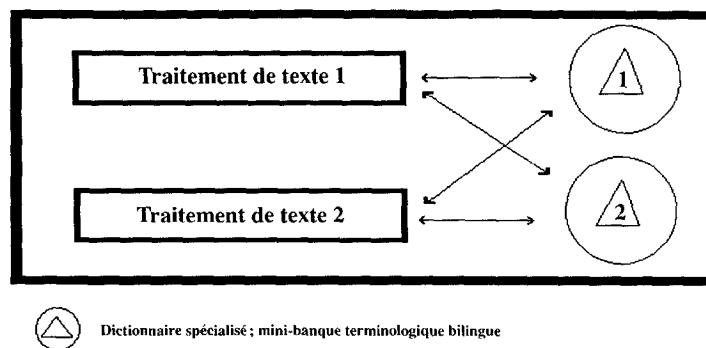 Traitement de texte 1
1
Traitement de texte 2
2
Dictionnaire spécialisé ; mini-banque terminologique bilingue